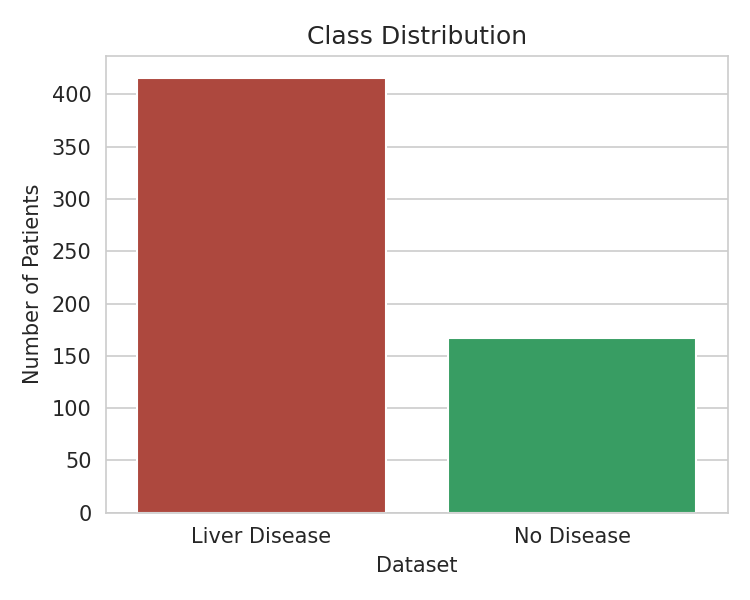 Class Distribution
Number of Patients
400
350
300
250
200
150
100
50
0
Liver Disease
No Disease
Dataset